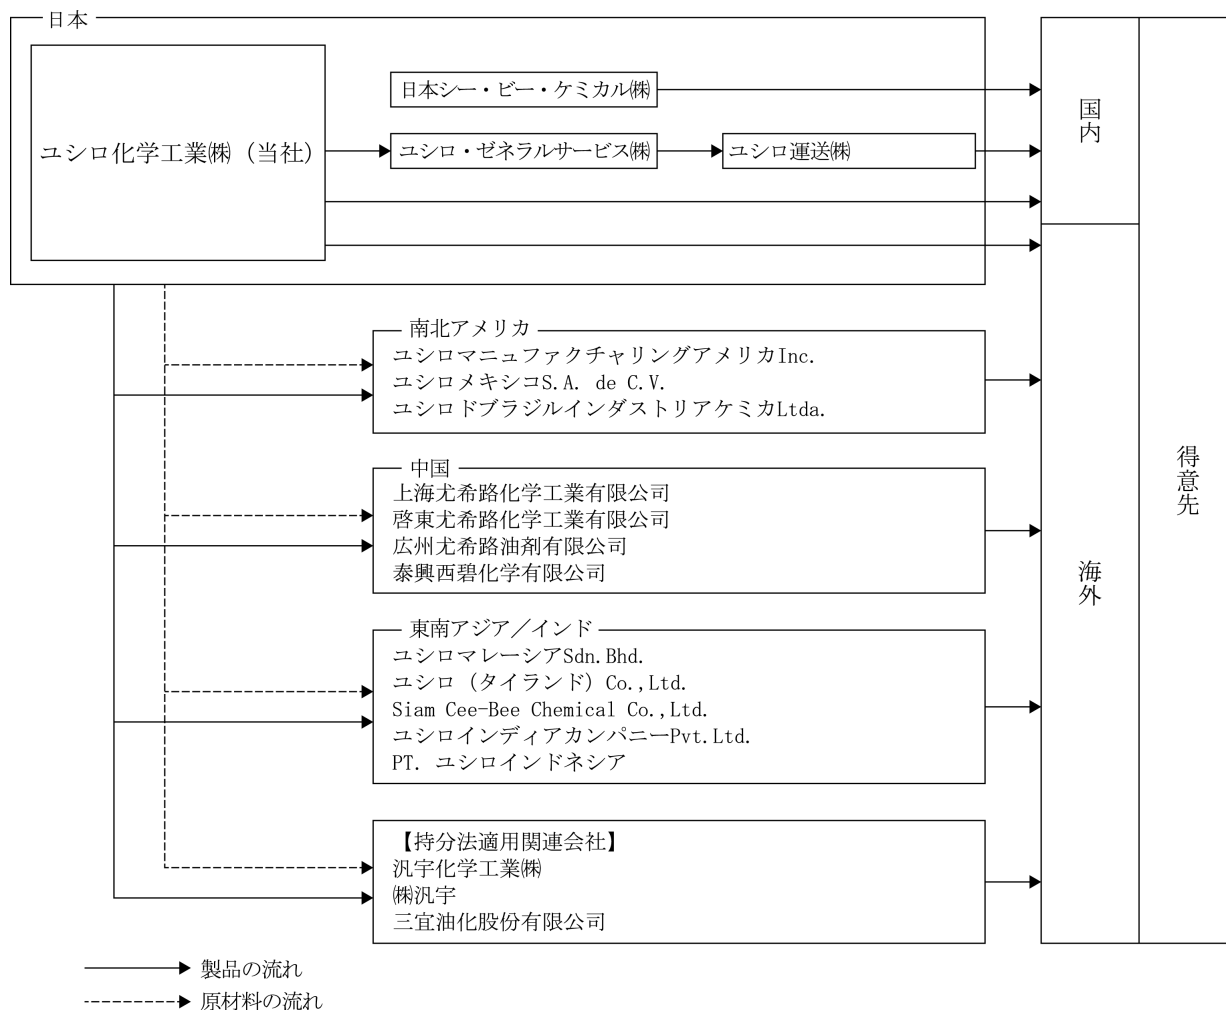 日本
日本シー・ビー・ケミカル㈱
ユシロ化学工業㈱（当社）
ユシロ・ゼネラルサービス㈱
ユシロ運送㈱
国内
南北アメリカ
ユシロマニュファクチャリングアメリカInc.
ユシロメキシコS.A. de C.V.
ユシロドブラジルインダストリアケミカLtda.
中国
上海尤希路化学工業有限公司
啓東尤希路化学工業有限公司
広州尤希路油剤有限公司
泰興西碧化学有限公司
得意先
海外
東南アジア／インド
ユシロマレーシアSdn.Bhd.
ユシロ（タイランド）Co.,Ltd.
Siam Cee-Bee Chemical Co.,Ltd.
ユシロインディアカンパニーPvt.Ltd.
PT. ユシロインドネシア
【持分法適用関連会社】
汎宇化学工業㈱
㈱汎宇
三宜油化股份有限公司
製品の流れ
原材料の流れ